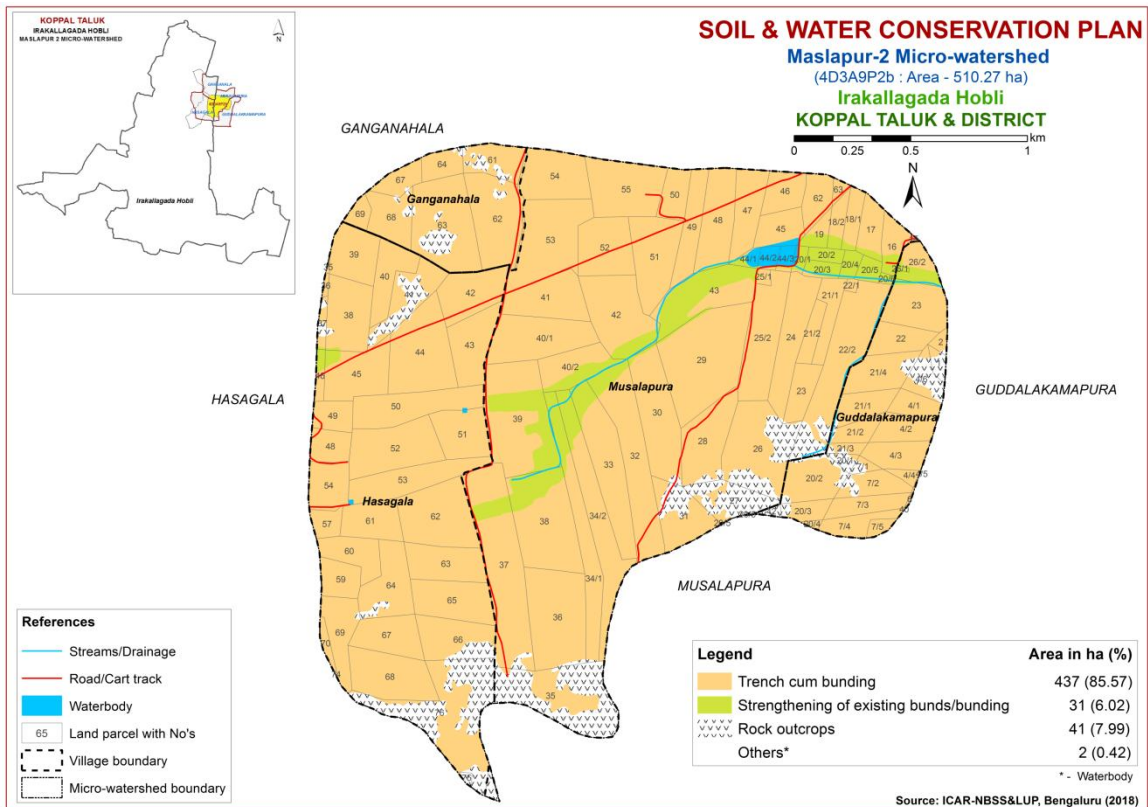 KOPPAL TALUK
IRAKALLAGADA HOBLI
MASLAPUR 2 MICRO-WATERSHED
N
Irakallagada Hobli
SOIL & WATER CONSERVATION PLAN
Maslapur-2 Micro-watershed
(4D3A9P2b : Area - 510.27 ha)
Irakallagada Hobli
KOPPAL TALUK & DISTRICT
km
0 0.25 0.5 1
N
GANGANAHALA
HASAGALA
GUDDALAKAMAPURA
MUSALAPURA
Ganganahala
Musalapura
Guddalakamapura
Hasagala
64 61
67
69 68 63 62
39 40
38 42
45 44 43
49 50
48 51
52
54 53
57 61 62
60
59 63
64
65
69 67 66
68
54 55 50 46 62 63
53 52 51 49 48 47 45
18/2 18/1 17
19 16
44/1 44/2 44/3 20/1 20/2 20/3 20/4 20/5
26/2
25/1 22/1
21/1
41 42 43
40/1
40/2
39
29 25/2 24 21/2 22/2
23
30
28 26
33 32
34/2
38
37
34/1
36
35
31 27
23
22
21/4
21/1 4/1
21/2 4/2
21/3 4/3
20/2 7/2
7/3
20/3
20/4 7/4 7/5
References
Streams/Drainage
Road/Cart track
Waterbody
65 Land parcel with No's
Village boundary
Micro-watershed boundary
Legend Area in ha (%)
Trench cum bunding 437 (85.57)
Strengthening of existing bunds/bunding 31 (6.02)
Rock outcrops 41 (7.99)
Others* 2 (0.42)
* - Waterbody
Source: ICAR-NBSS&LUP, Bengaluru (2018)